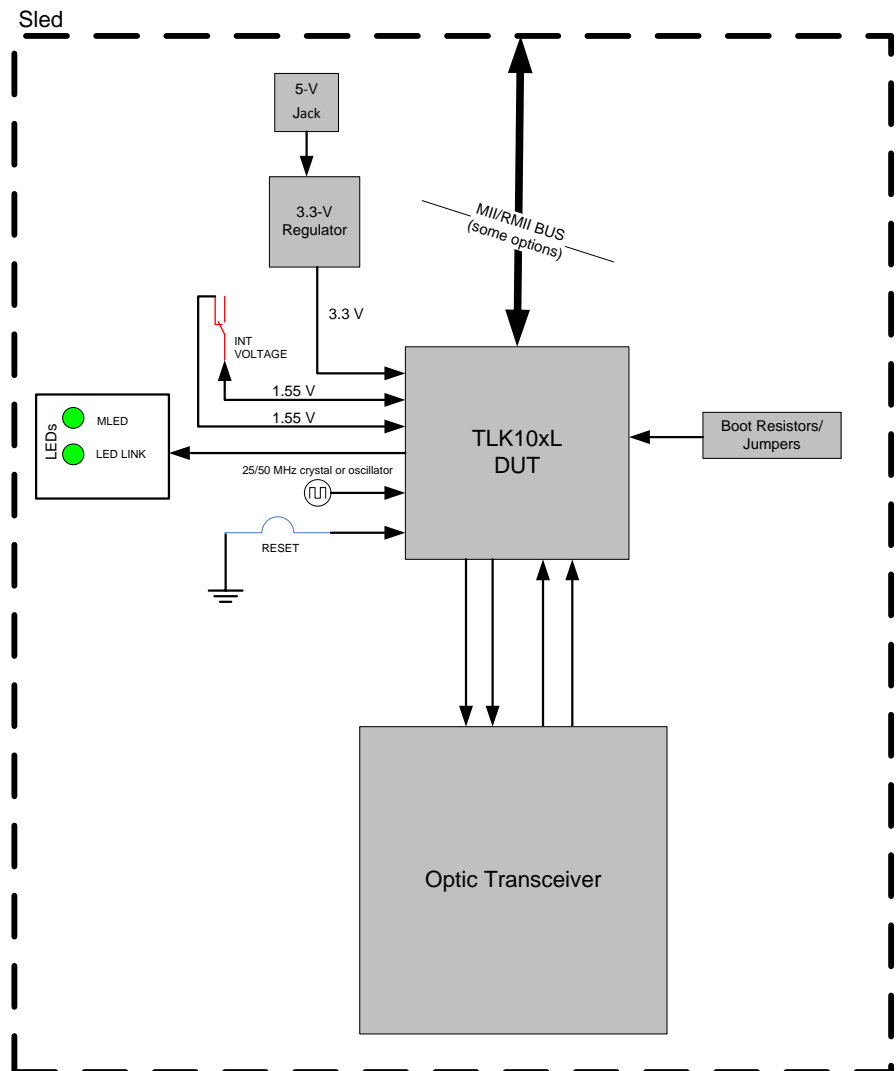 Sled
5-V
Jack
3.3-V
Regulator
MII/RMII BUS
(some options)
3.3 V
INT
VOLTAGE
1.55 V
1.55 V
LEDs
MLED
LED LINK
TLK10xL
DUT
Boot Resistors/
Jumpers
25/50 MHz crystal or oscillator
RESET
Optic Transceiver